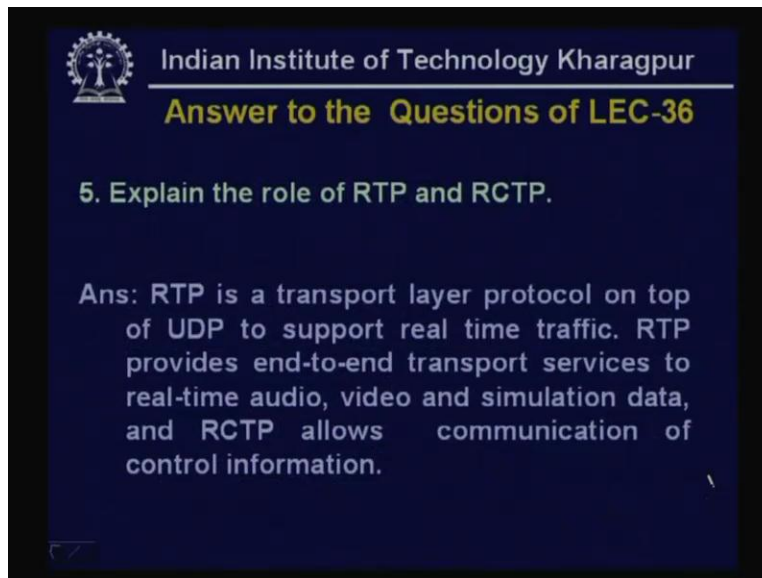 Indian Institute of Technology Kharagpur
Answer to the Questions of LEC-36
5. Explain the role of RTP and RCTP.
Ans: RTP is a transport layer protocol on top
of UDP to support real time traffic. RTP
provides end-to-end transport services to
real-time audio, video and simulation data,
and RCTP allows communication of
control information.